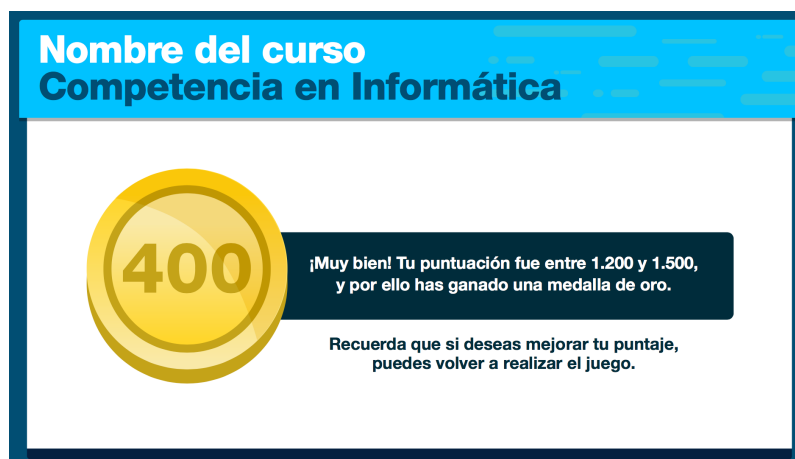 Nombre del curso
Competencia en Informática
400
¡Muy bien! Tu puntuación fue entre 1.200 y 1.500,
y por ello has ganado una medalla de oro.
Recuerda que si deseas mejorar tu puntaje,
puedes volver a realizar el juego.